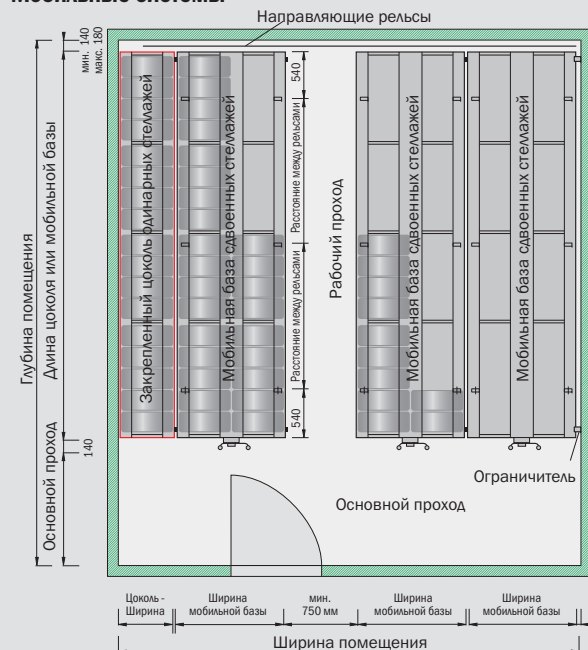 Мобильные системы
Направляющие рельсы
мин. 140
макс. 180
540
Глубина помещения
Длина цоколя или мобильной базы
Закрепленный цоколь одинарных стеллажей
Мобильная база сдвоенных стеллажей
Расстояние между рельсами
Расстояние между рельсами
Рабочий проход
Мобильная база сдвоенных стеллажей
Мобильная база сдвоенных стеллажей
540
Основной проход
140
Ограничитель
Основной проход
Цоколь -
Ширина
Ширина
мобильной базы
мин.
750 мм
Ширина
мобильной базы
Ширина
мобильной базы
Ширина помещения